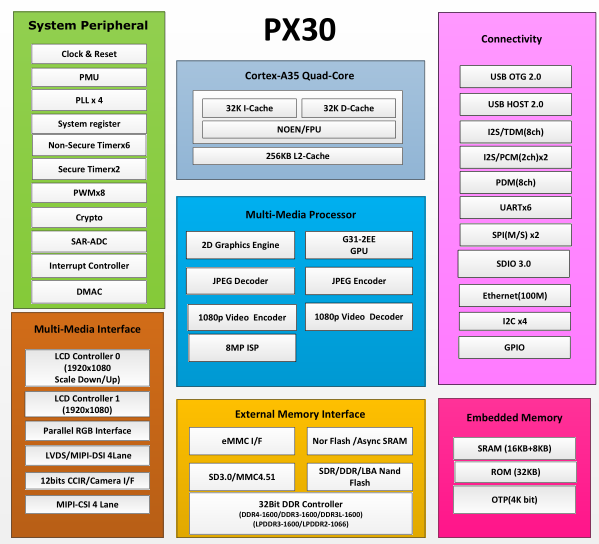 PX30
System Peripheral
Clock & Reset
PMU
PLL x 4
System register
Non-Secure Timerx6
Secure Timerx2
PWMx8
Crypto
SAR-ADC
Interrupt Controller
DMAC
Multi-Media Interface
LCD Controller 0
(1920x1080
Scale Down/Up)
LCD Controller 1
(1920x1080)
Parallel RGB Interface
LVDS/MIPI-DSI 4Lane
12bits CCIR/Camera I/F
MIPI-CSI 4 Lane
Cortex-A35 Quad-Core
32K I-Cache
32K D-Cache
NOEN/FPU
256KB L2-Cache
Multi-Media Processor
2D Graphics Engine
G31-2EE
GPU
JPEG Decoder
JPEG Encoder
1080p Video Encoder
1080p Video Decoder
8MP ISP
External Memory Interface
eMMC I/F
Nor Flash /Async SRAM
SD3.0/MMC4.51
SDR/DDR/LBA Nand
Flash
32Bit DDR Controller
(DDR4-1600/DDR3-1600/DDR3L-1600)
(LPDDR3-1600/LPDDR2-1066)
Connectivity
USB OTG 2.0
USB HOST 2.0
I2S/TDM(8ch)
I2S/PCM(2ch)x2
PDM(8ch)
UARTx6
SPI(M/S) x2
SDIO 3.0
Ethernet(100M)
I2C x4
GPIO
Embedded Memory
SRAM (16KB+8KB)
ROM (32KB)
OTP(4K bit)